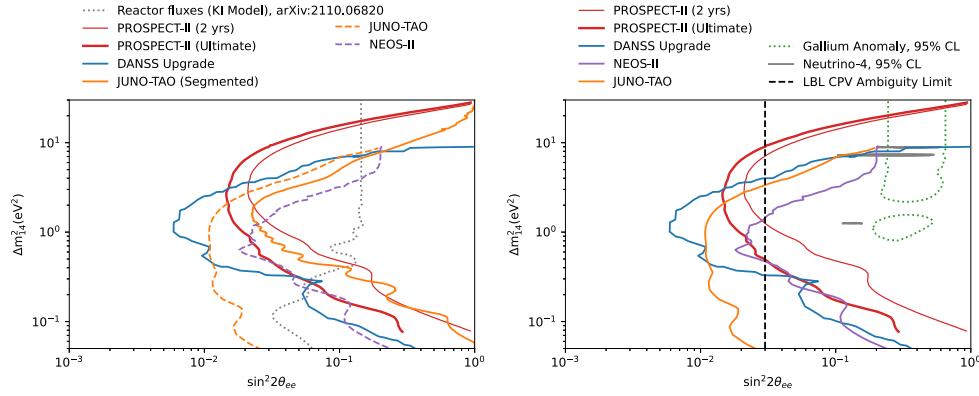 Reactor fluxes (KI Model), arXiv:2110.06820
PROSPECT-II (2 yrs)
PROSPECT-II (Ultimate)
DANSS Upgrade
JUNO-TAO (Segmented)
JUNO-TAO
NEOS-II
Δm²₁₄(eV²)
10¹
10⁰
10⁻¹
10⁻³ 10⁻² 10⁻¹ 10⁰
sin²2θₑₑ
PROSPECT-II (2 yrs)
PROSPECT-II (Ultimate)
DANSS Upgrade
NEOS-II
JUNO-TAO
Gallium Anomaly, 95% CL
Neutrino-4, 95% CL
LBL CPV Ambiguity Limit
Δm²₁₄(eV²)
10¹
10⁰
10⁻¹
10⁻³ 10⁻² 10⁻¹ 10⁰
sin²2θₑₑ